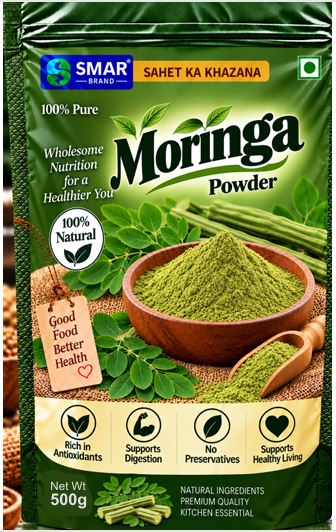 SMAR®
BRAND
SAHET KA KHAZANA
100% Pure
Wholesome
Nutrition
for a
Healthier You
Moringa
Powder
100%
Natural
Good
Food
Better
Health
Rich in
Antioxidants
Supports
Digestion
No
Preservatives
Supports
Healthy Living
Net Wt
500g
NATURAL INGREDIENTS
PREMIUM QUALITY
KITCHEN ESSENTIAL